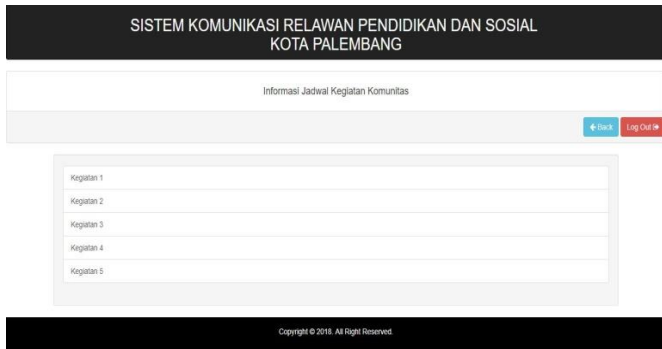 SISTEM KOMUNIKASI RELAWAN PENDIDIKAN DAN SOSIAL
KOTA PALEMBANG
Informasi Jadwal Kegiatan Komunitas
Back
Log Out
Kegiatan 1
Kegiatan 2
Kegiatan 3
Kegiatan 4
Kegiatan 5
Copyright © 2018. All Right Reserved.